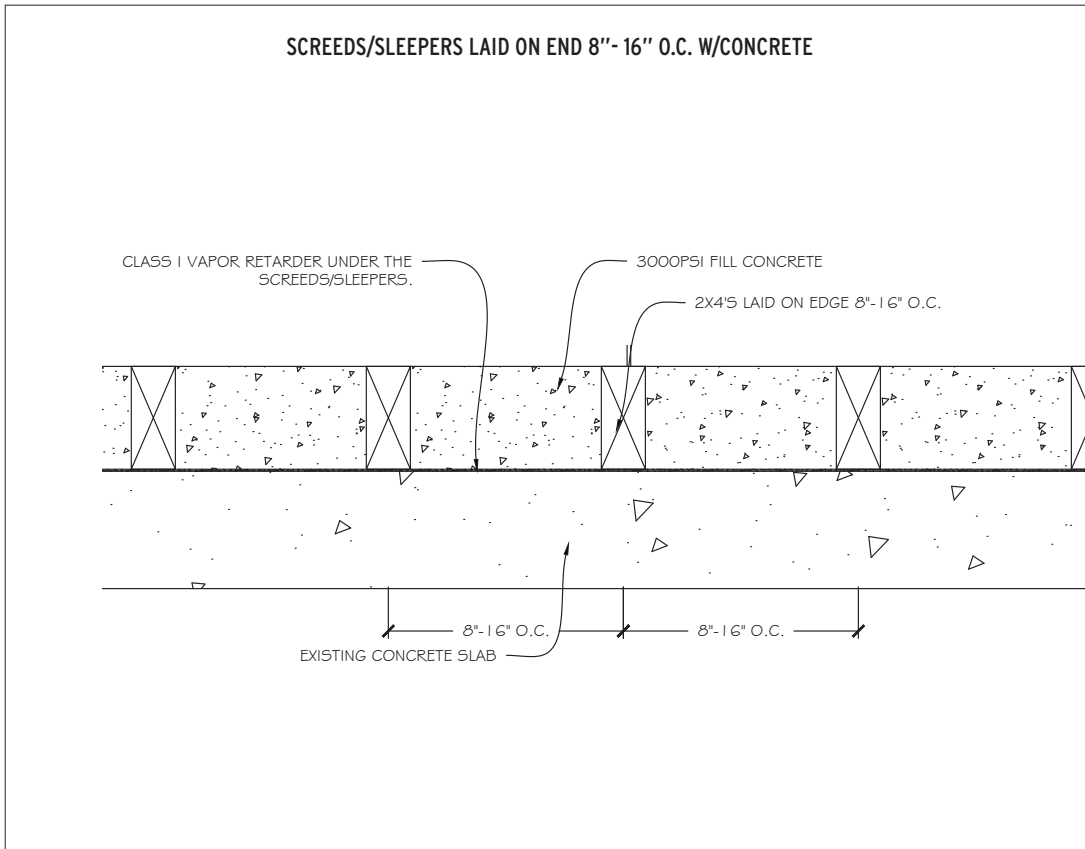 SCREEDS/SLEEPERS LAID ON END 8"- 16" O.C. W/CONCRETE
CLASS I VAPOR RETARDER UNDER THE
SCREEDS/SLEEPERS.
3000PSI FILL CONCRETE
2X4'S LAID ON EDGE 8"-16" O.C.
8"-16" O.C.
8"-16" O.C.
EXISTING CONCRETE SLAB